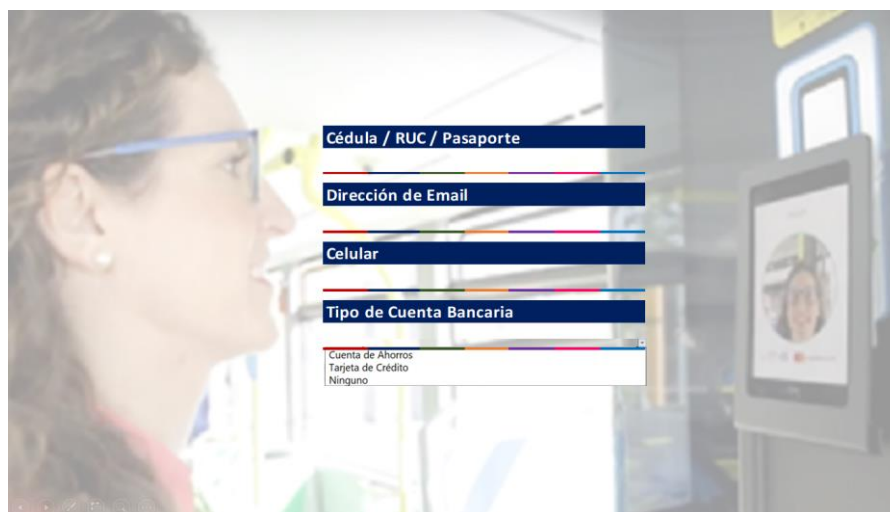 Cédula / RUC / Pasaporte
Dirección de Email
Celular
Tipo de Cuenta Bancaria
Cuenta de Ahorros
Tarjeta de Crédito
Ninguno